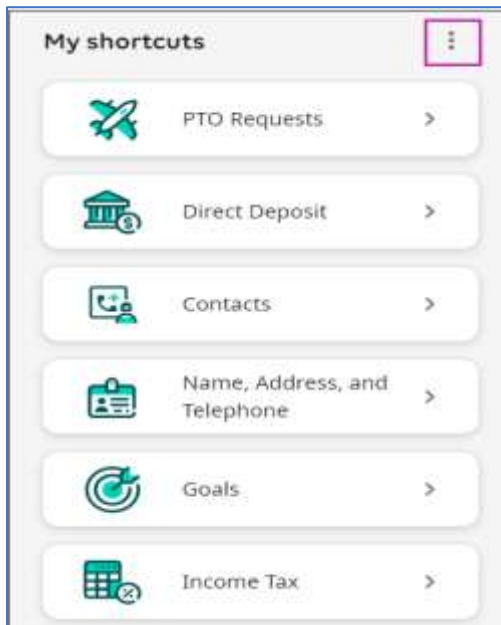 My shortcuts
PTO Requests
Direct Deposit
Contacts
Name, Address, and
Telephone
Goals
Income Tax